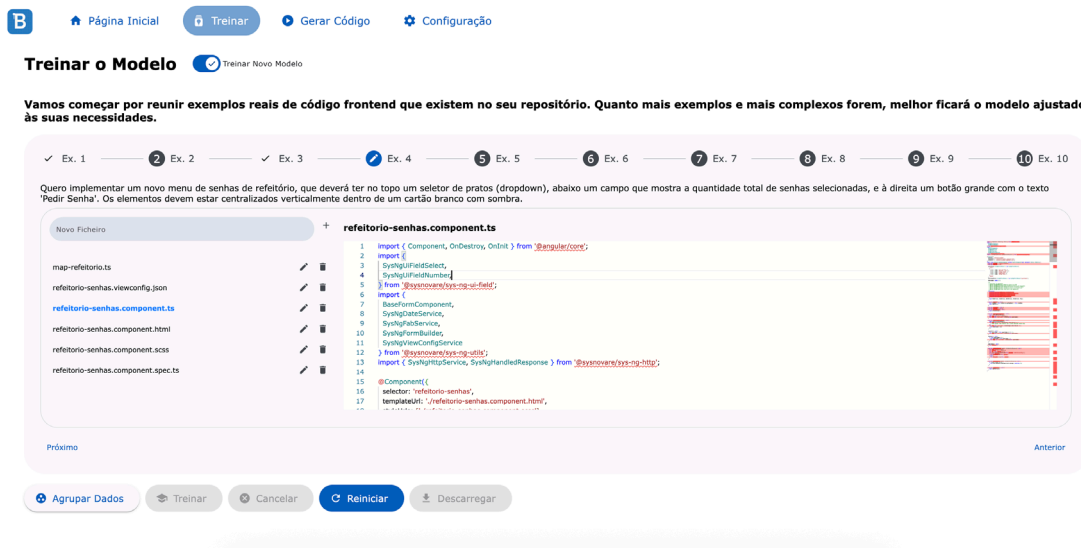 B Página Inicial Treinar Gerar Código Configuração
Treinar o Modelo Treinar Novo Modelo
Vamos começar por reunir exemplos reais de código frontend que existem no seu repositório. Quanto mais exemplos e mais complexos forem, melhor ficará o modelo ajustado
às suas necessidades.
Ex. 1 2 Ex. 2 Ex. 3 Ex. 4 5 Ex. 5 6 Ex. 6 7 Ex. 7 8 Ex. 8 9 Ex. 9 10 Ex. 10
Quero implementar um novo menu de senhas de refeitório, que deverá ter no topo um seletor de pratos (dropdown), abaixo um campo que mostra a quantidade total de senhas selecionadas, e à direita um botão grande com o texto
'Pedir Senha'. Os elementos devem estar centralizados verticalmente dentro de um cartão branco com sombra.
Novo Ficheiro +
map-refeitorio.ts
refeitorio-senhas.viewconfig.json
refeitorio-senhas.component.ts
refeitorio-senhas.component.html
refeitorio-senhas.component.scss
refeitorio-senhas.component.spec.ts
refeitorio-senhas.component.ts
1 import { Component, OnDestroy, OnInit } from '@angular/core';
2 import {
3 SysNgUiFieldSelect,
4 SysNgUiFieldNumber,
5 } from '@sysnovare/sys-ng-ui-field';
6 import {
7 BaseFormComponent,
8 SysNgDateService,
9 SysNgFabService,
10 SysNgFormBuilder,
11 SysNgViewConfigService
12 } from '@sysnovare/sys-ng-utils';
13 import { SysNgHttpService, SysNgHandledResponse } from '@sysnovare/sys-ng-http';
14
15 @Component({
16 selector: 'refeitorio-senhas',
17 templateUrl: './refeitorio-senhas.component.html',
Próximo Anterior
Agrupar Dados Treinar Cancelar Reiniciar Descarregar